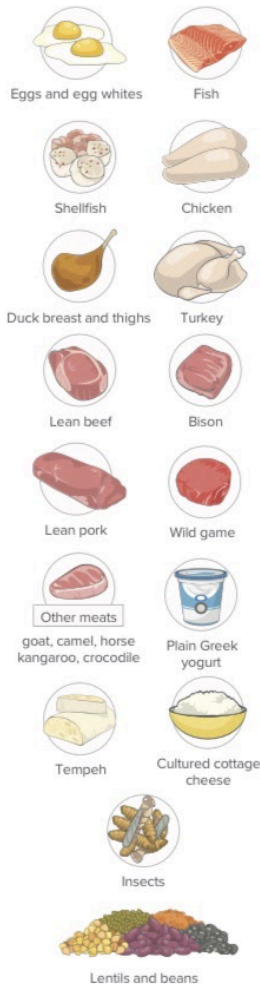 Eggs and egg whites
Fish
Shellfish
Chicken
Duck breast and thighs
Turkey
Lean beef
Bison
Lean pork
Wild game
Other meats
goat, camel, horse
kangaroo, crocodile
Plain Greek
yogurt
Tempeh
Cultured cottage
cheese
Insects
Lentils and beans